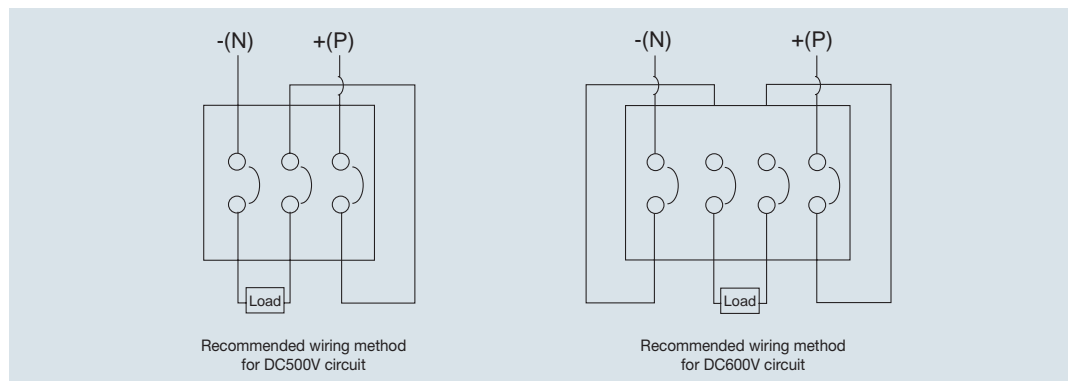 -(N) +(P)
Load
Recommended wiring method
for DC500V circuit
-(N) +(P)
Load
Recommended wiring method
for DC600V circuit